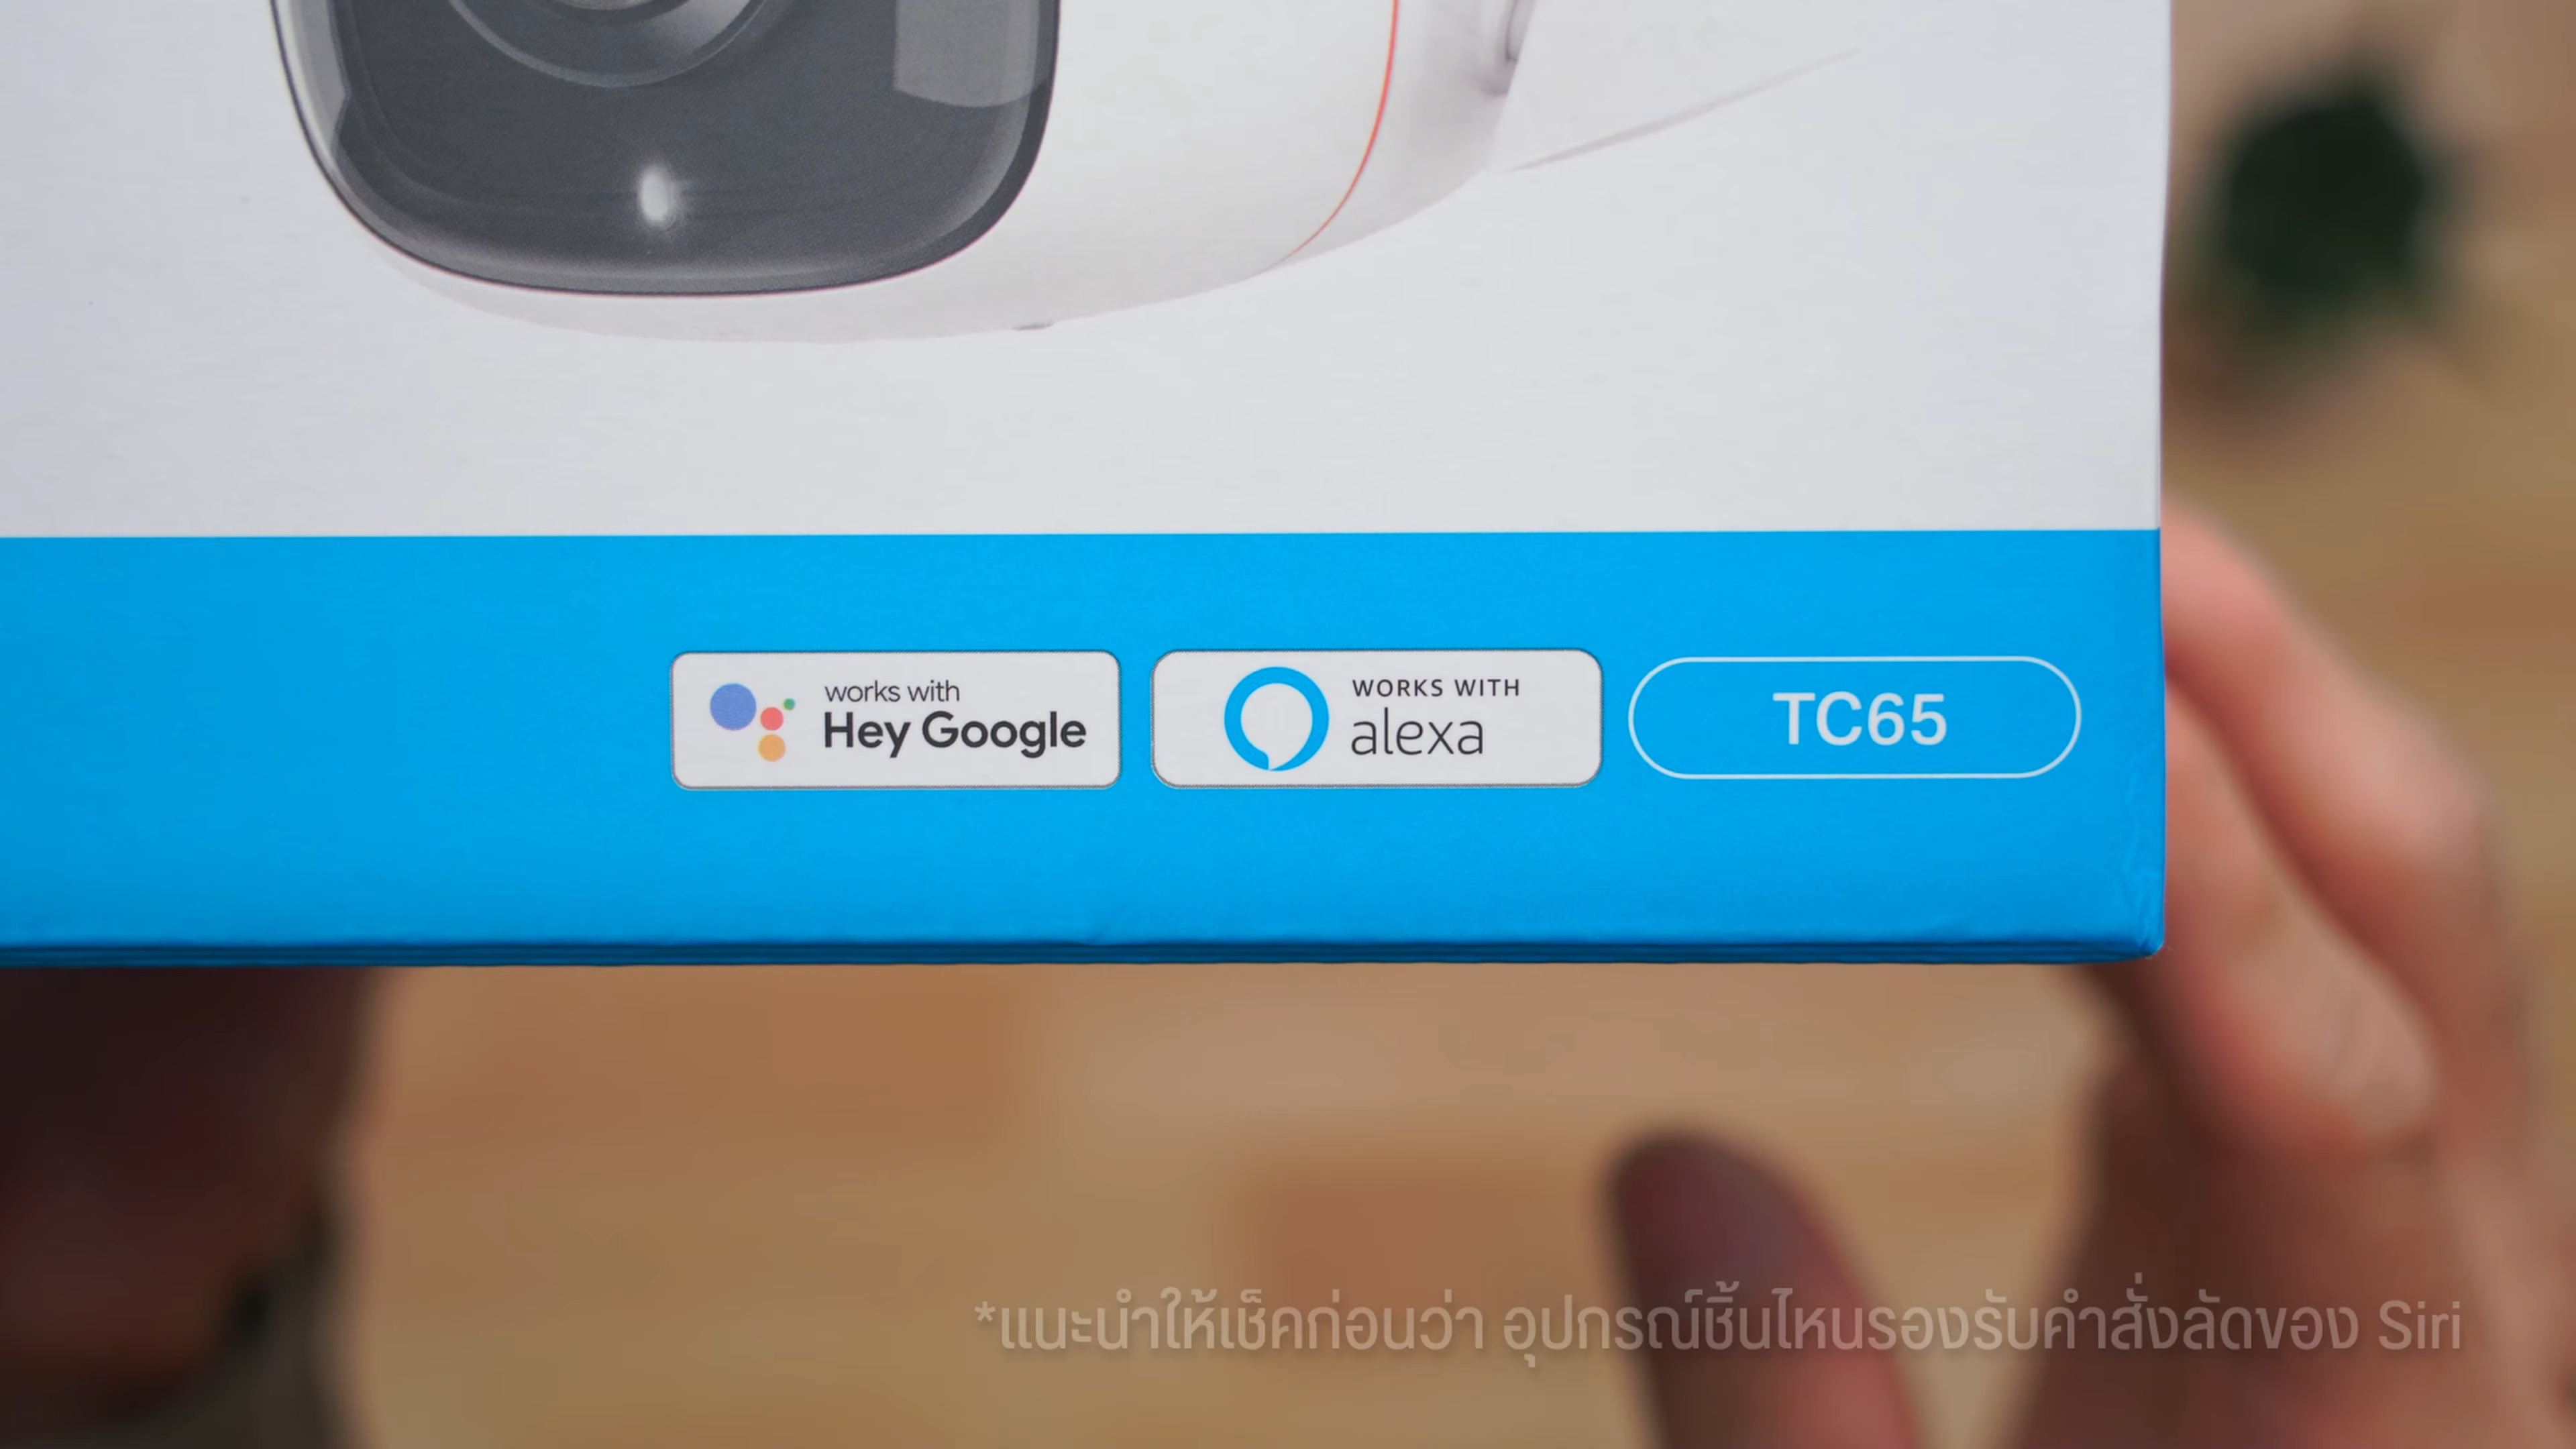 works with
Hey Google
WORKS WITH
alexa
TC65
*แนะนำให้เช็คก่อนว่า อุปกรณ์ชิ้นไหนรองรับคำสั่งลัดของ Siri